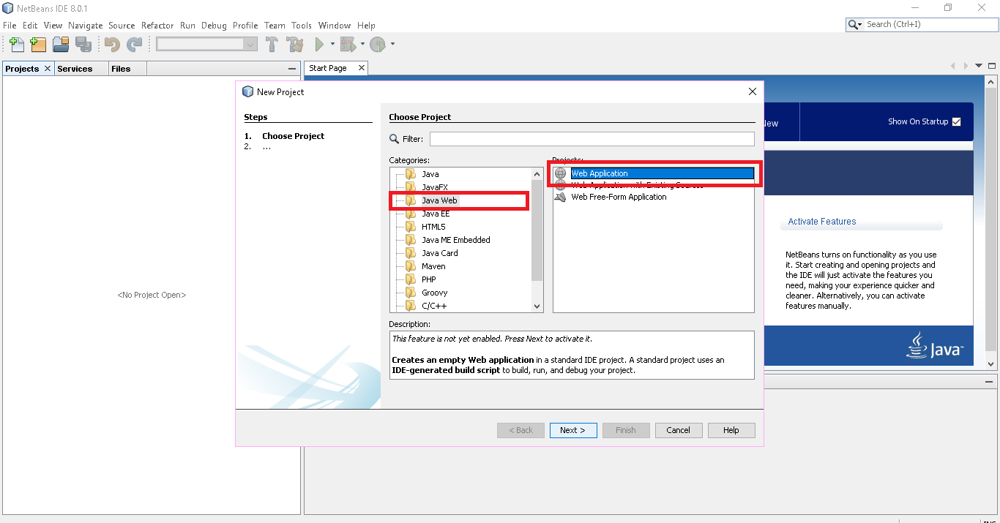 NetBeans IDE 8.0.1
File Edit View Navigate Source Refactor Run Debug Profile Team Tools Window Help
Search (Ctrl+I)
Projects Services Files
Start Page
New Project
Steps
1. Choose Project
2. ...
Choose Project
Filter:
Categories:
Java
JavaFX
Java Web
Java EE
HTML5
Java ME Embedded
Java Card
Maven
PHP
Groovy
C/C++
Projects:
Web Application
Web Application with Existing Sources
Web Free-Form Application
Description:
This feature is not yet enabled. Press Next to activate it.
Creates an empty Web application in a standard IDE project. A standard project uses an
IDE-generated build script to build, run, and debug your project.
< Back Next > Finish Cancel Help
<No Project Open>
New
Show On Startup
Activate Features
NetBeans turns on functionality as you use
it. Start creating and opening projects and
the IDE will just activate the features you
need, making your experience quicker and
cleaner. Alternatively, you can activate
features manually.
Java